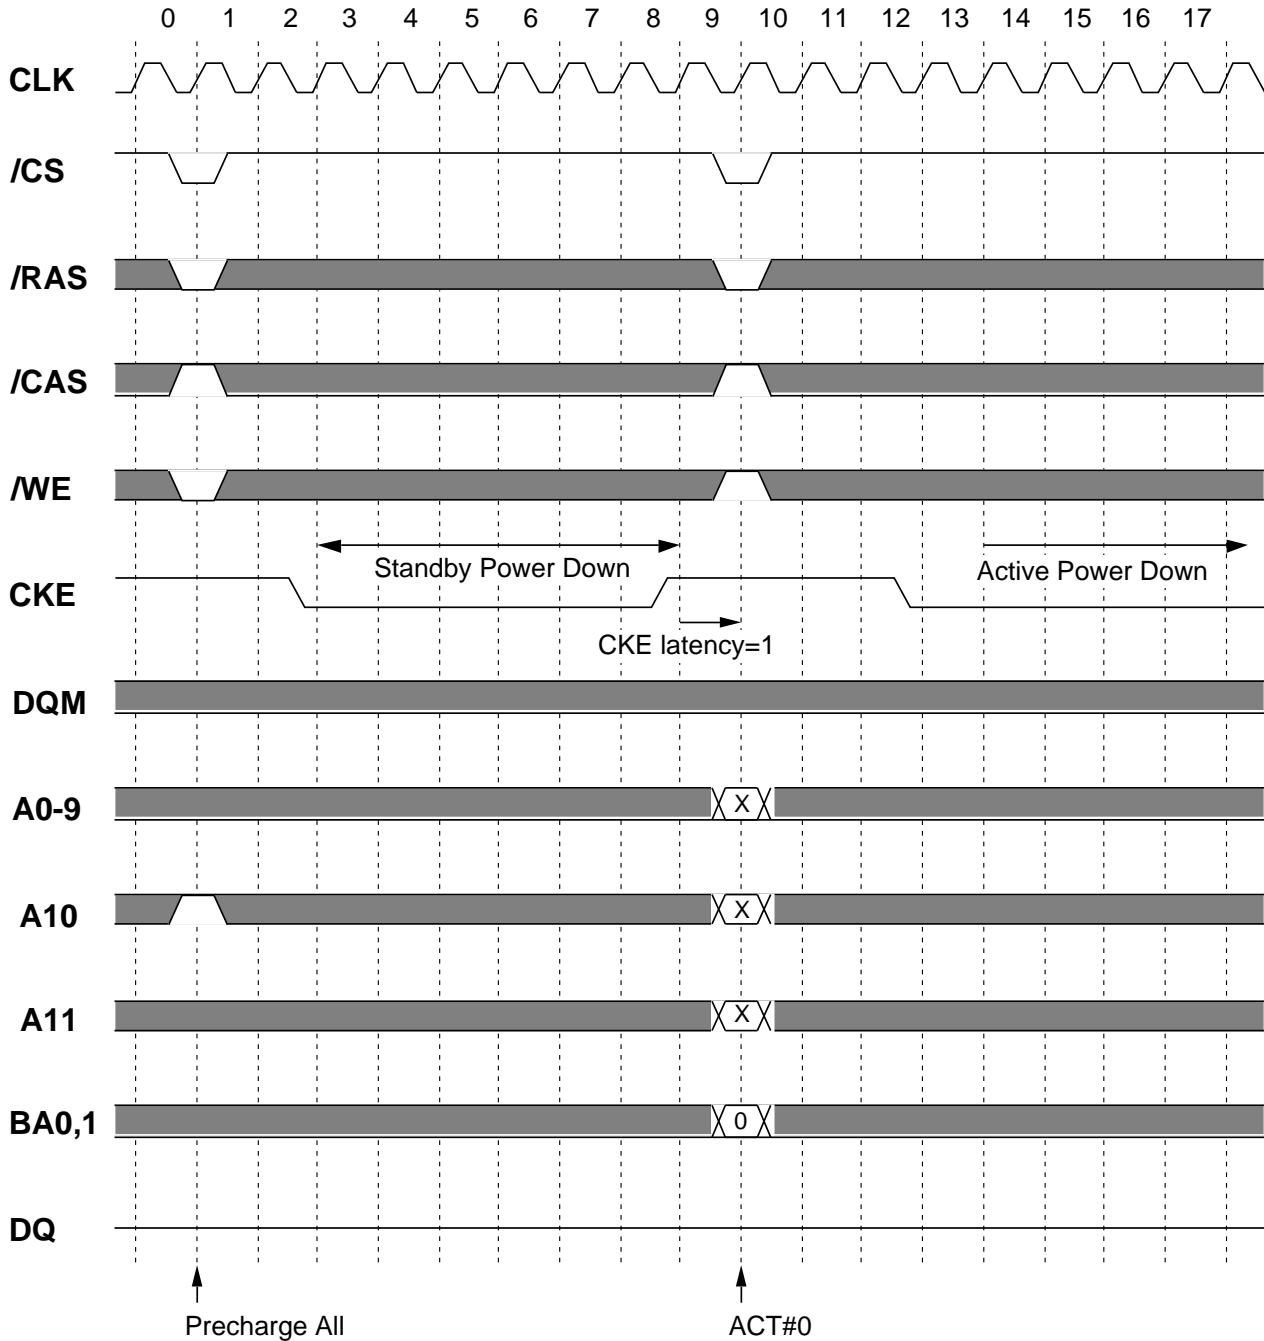 0 1 2 3 4 5 6 7 8 9 10 11 12 13 14 15 16 17
CLK
/CS
/RAS
/CAS
/WE
Standby Power Down
Active Power Down
CKE
CKE latency=1
DQM
A0-9 X
A10 X
A11 X
BA0,1 0
DQ
Precharge All ACT#0